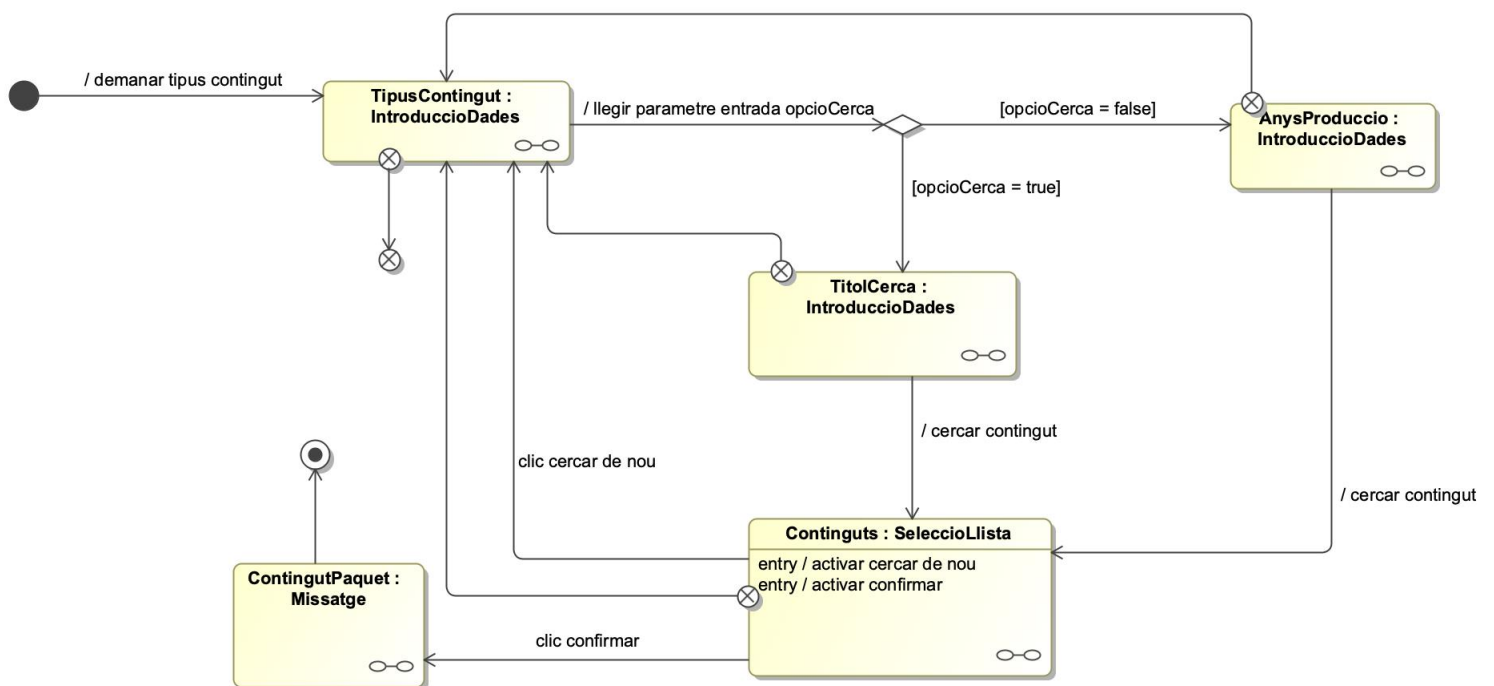 / demanar tipus contingut
TipusContingut :
IntroduccioDades
/ llegir parametre entrada opcioCerca
[opcioCerca = false]
AnysProduccio :
IntroduccioDades
[opcioCerca = true]
TitolCerca :
IntroduccioDades
/ cercar contingut
clic cercar de nou
/ cercar contingut
Continguts : SeleccioLlista
entry / activar cercar de nou
entry / activar confirmar
ContingutPaquet :
Missatge
clic confirmar